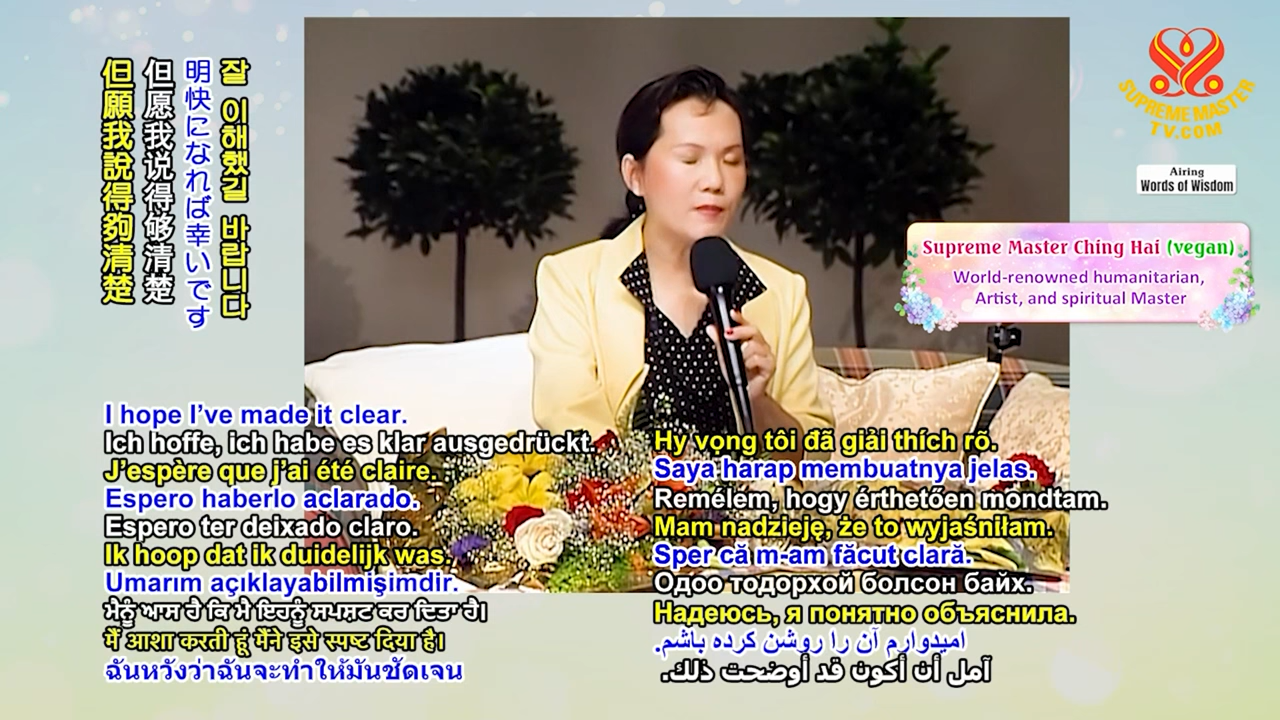 但願我說得夠清楚
但愿我说得够清楚
明快になれば幸いです
잘 이해했길 바랍니다
SUPREME MASTER
TV.COM
Airing
Words of Wisdom
Supreme Master Ching Hai (vegan)
World-renowned humanitarian,
Artist, and spiritual Master
I hope I've made it clear.
Ich hoffe, ich habe es klar ausgedrückt.
J'espère que j'ai été claire.
Espero haberlo aclarado.
Espero ter deixado claro.
Ik hoop dat ik duidelijk was.
Umarım açıklayabilmişimdir.
ਮੈਨੂੰ ਆਸ ਹੈ ਕਿ ਮੈ ਇਹਨੂੰ ਸਪਸ਼ਟ ਕਰ ਦਿਤਾ ਹੈ।
मैं आशा करती हूं मैंने इसे स्पष्ट दिया है।
ฉันหวังว่าฉันจะทำให้มันชัดเจน
Hy vọng tôi đã giải thích rõ.
Saya harap membuatnya jelas.
Remélem, hogy érthetően mondtam.
Mam nadzieję, że to wyjaśniłam.
Sper că m-am făcut clară.
Одоо тодорхой болсон байх.
Надеюсь, я понятно объяснила.
امیدوارم آن را روشن کرده باشم.
آمل أن أكون قد أوضحت ذلك.